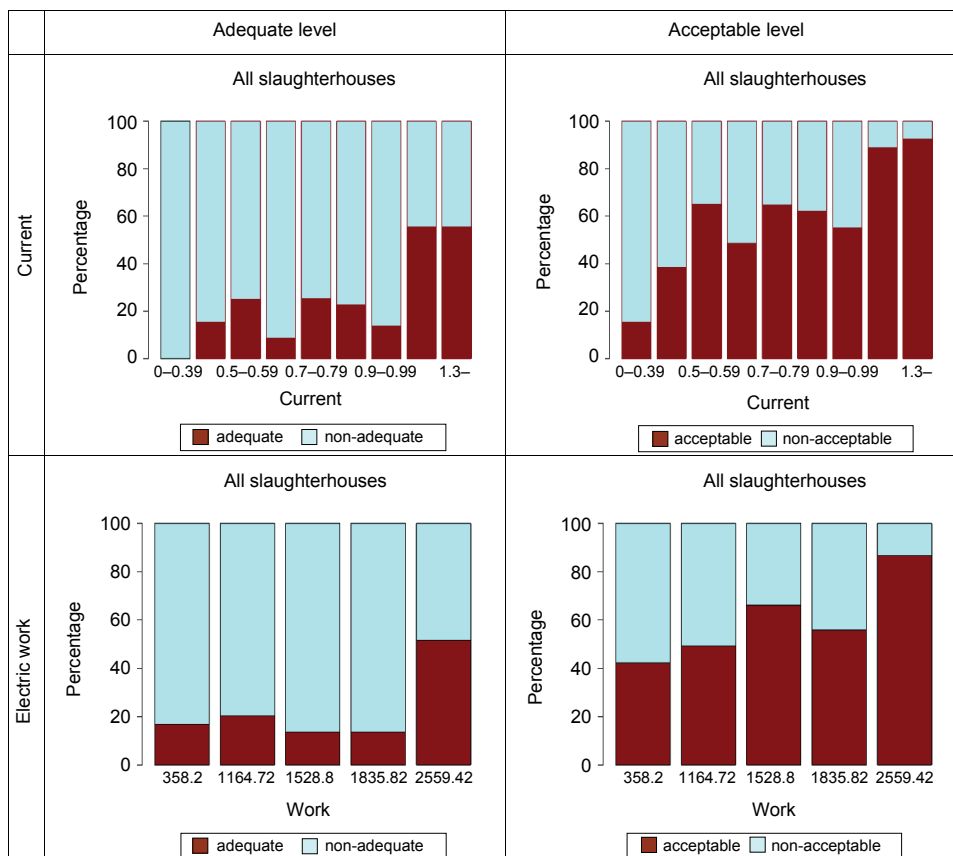 Adequate level
Acceptable level
Current
All slaughterhouses
Percentage
100
80
60
40
20
0
0–0.39 0.5–0.59 0.7–0.79 0.9–0.99 1.3–
Current
adequate non-adequate
All slaughterhouses
Percentage
100
80
60
40
20
0
0–0.39 0.5–0.59 0.7–0.79 0.9–0.99 1.3–
Current
acceptable non-acceptable
Electric work
All slaughterhouses
Percentage
100
80
60
40
20
0
358.2 1164.72 1528.8 1835.82 2559.42
Work
adequate non-adequate
All slaughterhouses
Percentage
100
80
60
40
20
0
358.2 1164.72 1528.8 1835.82 2559.42
Work
acceptable non-acceptable